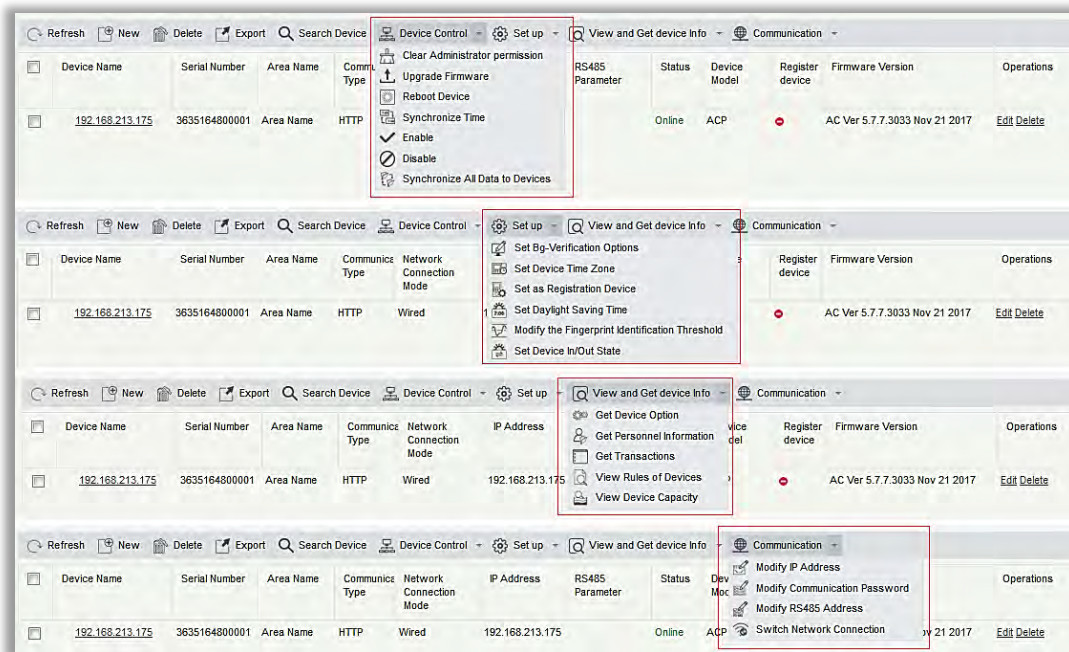 Refresh New Delete Export Search Device Device Control Set up View and Get device Info Communication
Device Name Serial Number Area Name Commu RS485 Status Device Register Firmware Version Operations
Type Parameter Model device
192.168.213.175 3635164800001 Area Name HTTP Online ACP AC Ver 5.7.7.3033 Nov 21 2017 Edit Delete
Clear Administrator permission
Upgrade Firmware
Reboot Device
Synchronize Time
Enable
Disable
Synchronize All Data to Devices
Refresh New Delete Export Search Device Device Control Set up View and Get device Info Communication
Device Name Serial Number Area Name Communica Network Register Firmware Version Operations
Type Connection device
Mode
192.168.213.175 3635164800001 Area Name HTTP Wired 1 AC Ver 5.7.7.3033 Nov 21 2017 Edit Delete
Set Bg-Verification Options
Set Device Time Zone
Set as Registration Device
Set Daylight Saving Time
Modify the Fingerprint Identification Threshold
Set Device In/Out State
Refresh New Delete Export Search Device Device Control Set up View and Get device Info Communication
Device Name Serial Number Area Name Communica Network IP Address vice Register Firmware Version Operations
Type Connection del device
Mode
192.168.213.175 3635164800001 Area Name HTTP Wired 192.168.213.175 AC Ver 5.7.7.3033 Nov 21 2017 Edit Delete
Get Device Option
Get Personnel Information
Get Transactions
View Rules of Devices
View Device Capacity
Refresh New Delete Export Search Device Device Control Set up View and Get device Info Communication
Device Name Serial Number Area Name Communica Network IP Address RS485 Status Dev Operations
Type Connection Parameter Mod
Mode
192.168.213.175 3635164800001 Area Name HTTP Wired 192.168.213.175 Online ACP v 21 2017 Edit Delete
Modify IP Address
Modify Communication Password
Modify RS485 Address
Switch Network Connection